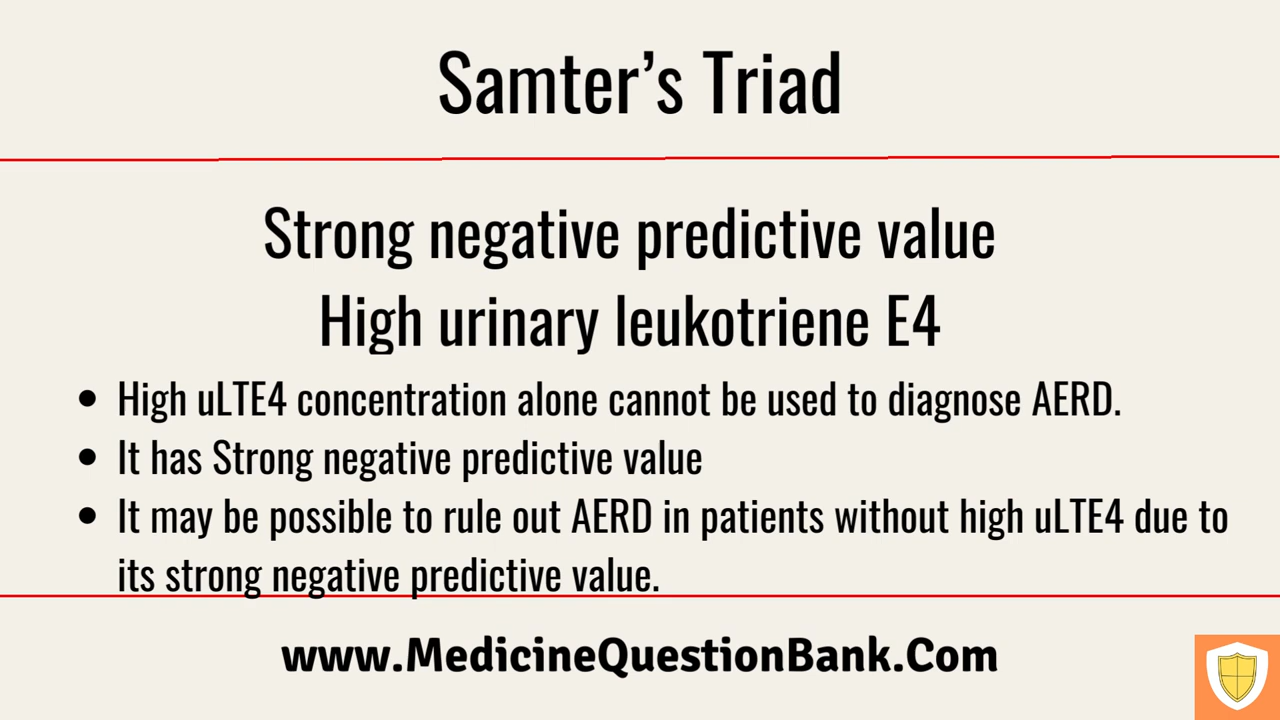 Samter’s Triad
Strong negative predictive value
High urinary leukotriene E4
• High uLTE4 concentration alone cannot be used to diagnose AERD.
• It has Strong negative predictive value
• It may be possible to rule out AERD in patients without high uLTE4 due to
its strong negative predictive value.
www.MedicineQuestionBank.Com